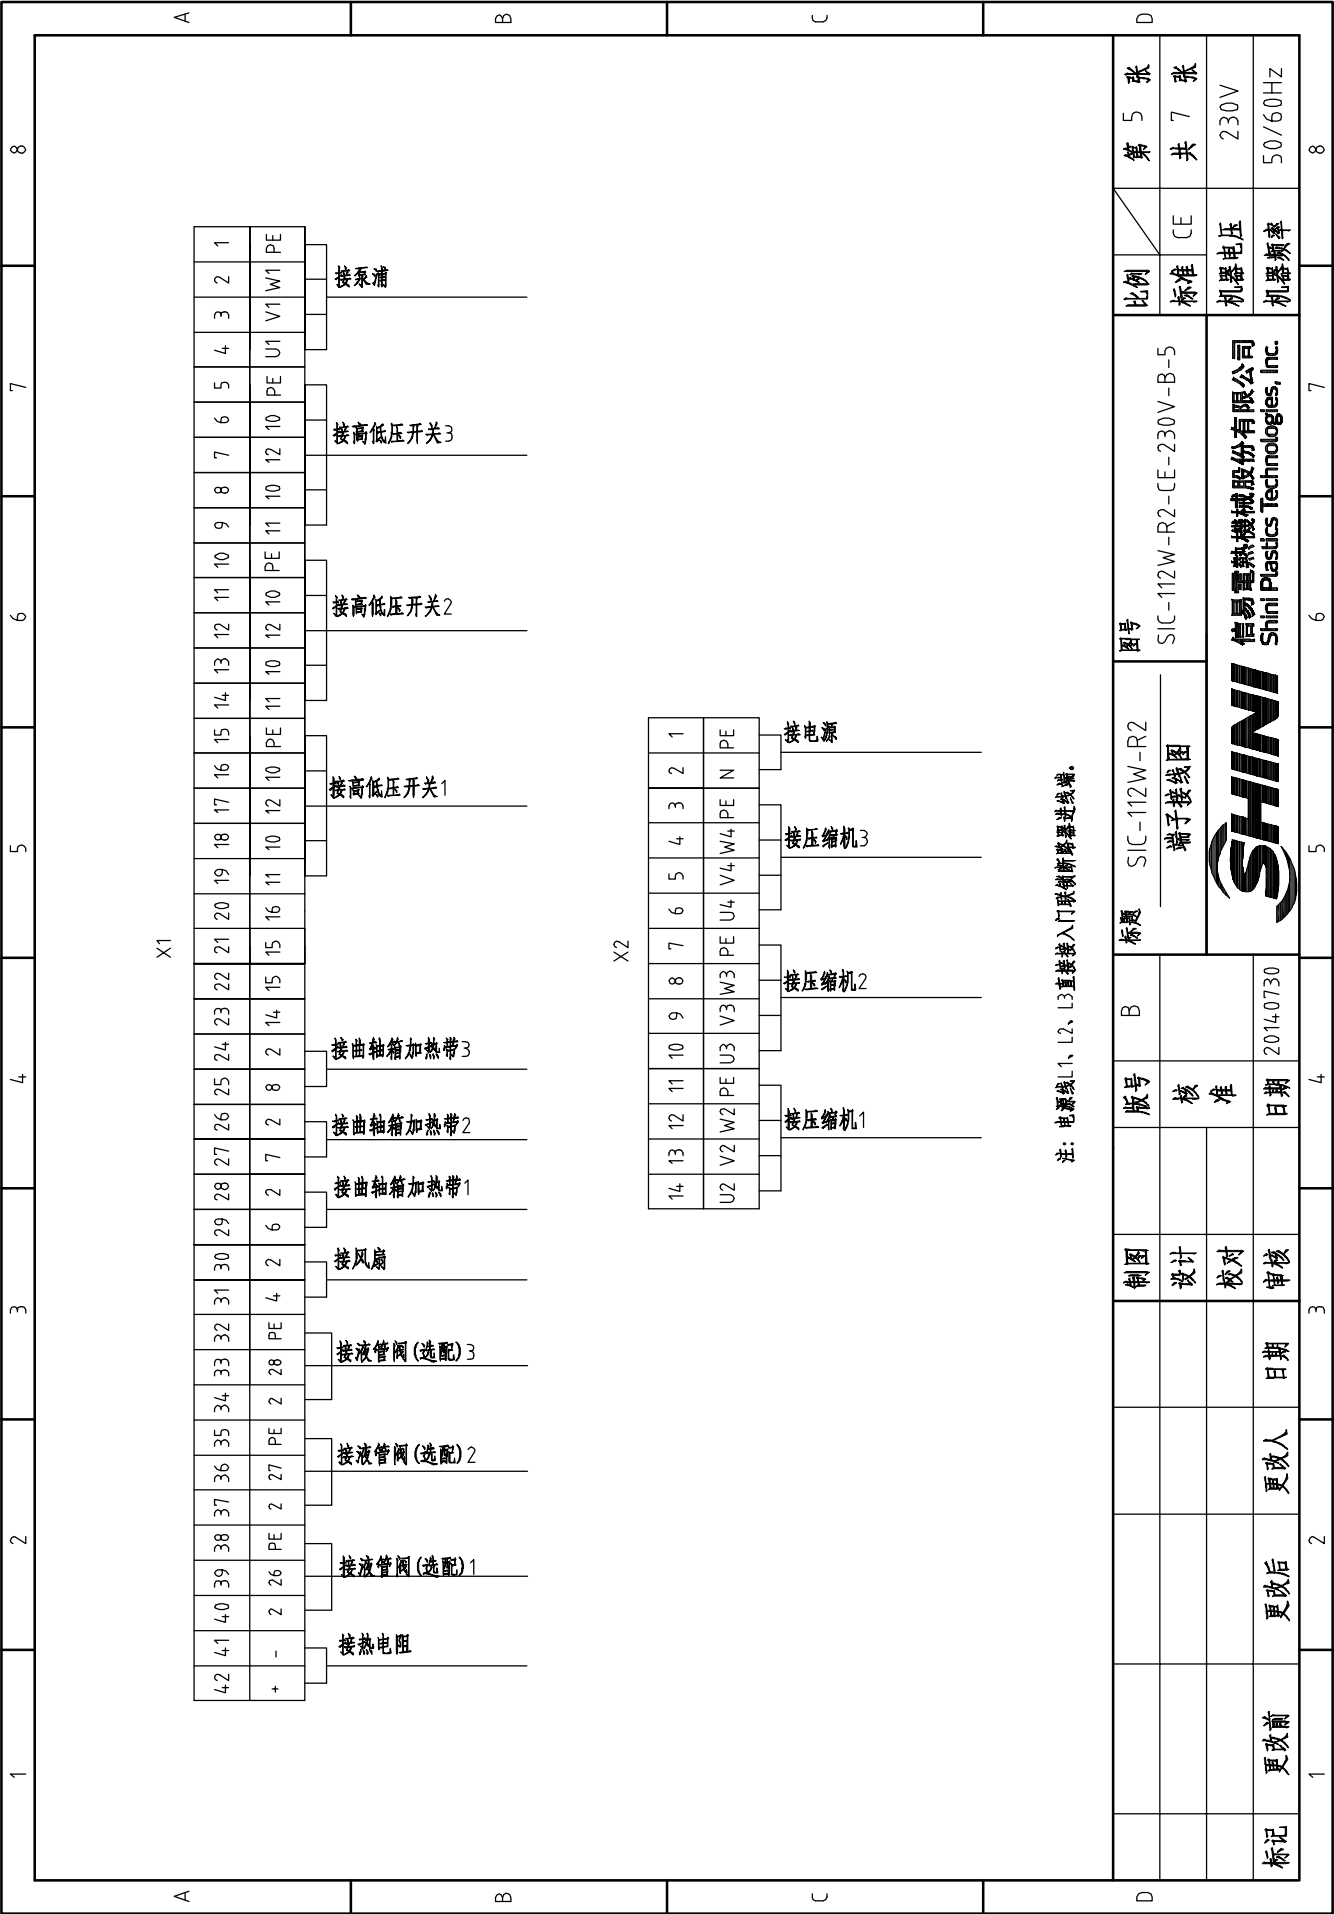 1 2 3 4 5 6 7 8
A
B
C
D
X1
42 41 40 39 38 37 36 35 34 33 32 31 30 29 28 27 26 25 24 23 22 21 20 19 18 17 16 15 14 13 12 11 10 9 8 7 6 5 4 3 2 1
+ - 2 26 PE 2 27 PE 2 28 PE 4 2 6 2 7 2 8 2 14 15 15 16 11 10 12 10 PE 11 10 12 10 PE 11 10 12 10 PE U1 V1 W1 PE
接热电阻
接液管阀(选配)1
接液管阀(选配)2
接液管阀(选配)3
接风扇
接曲轴箱加热带1
接曲轴箱加热带2
接曲轴箱加热带3
接高低压开关1
接高低压开关2
接高低压开关3
接泵浦
X2
14 13 12 11 10 9 8 7 6 5 4 3 2 1
U2 V2 W2 PE U3 V3 W3 PE U4 V4 W4 PE N PE
接压缩机1
接压缩机2
接压缩机3
接电源
注：电源线L1、L2、L3直接接入门联锁断路器进线端。
标记 更改前 更改后 更改人 日期
制图
设计
校对
审核
版号 B
核
准
日期 20140730
标题
SIC-112W-R2
端子接线图
图号
SIC-112W-R2-CE-230V-B-5
SHINI
信易電熱機械股份有限公司
Shini Plastics Technologies, Inc.
比例 第 5 张
标准 CE 共 7 张
机器电压 230V
机器频率 50/60Hz
A
B
C
D
1 2 3 4 5 6 7 8